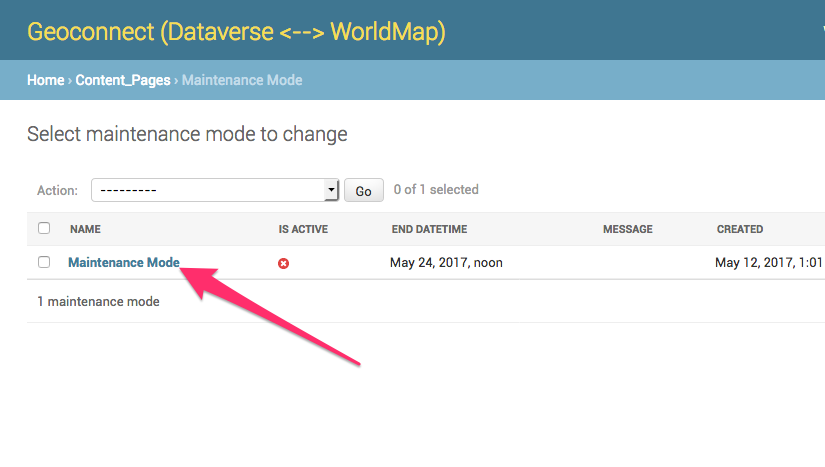 Geoconnect (Dataverse <--> WorldMap)
Home › Content_Pages › Maintenance Mode
Select maintenance mode to change
Action: --------- Go 0 of 1 selected
NAME IS ACTIVE END DATETIME MESSAGE CREATED
Maintenance Mode May 24, 2017, noon May 12, 2017, 1:01
1 maintenance mode